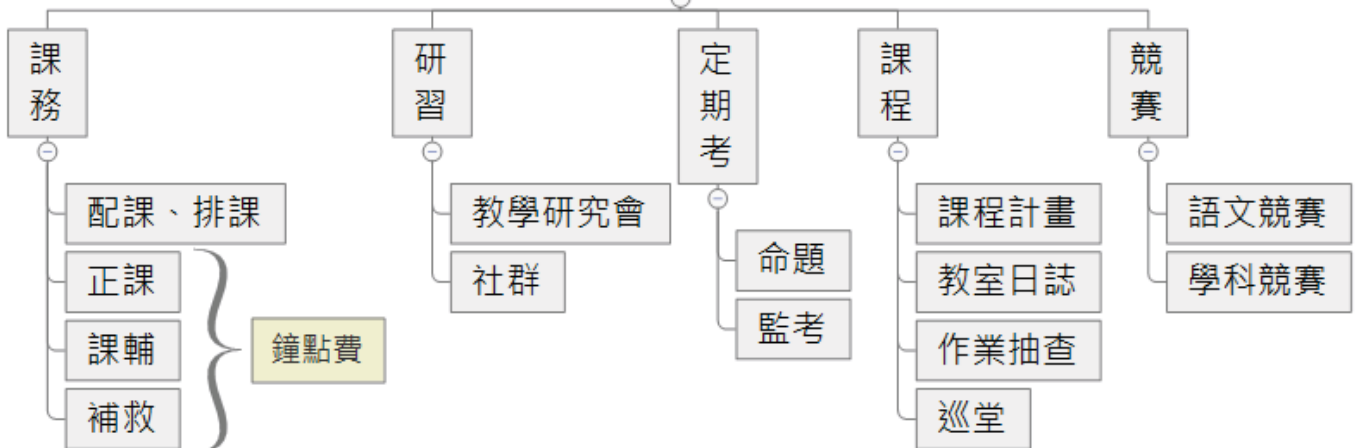 課務
配課、排課
正課
課輔
補救
鐘點費
研習
教學研究會
社群
定期考
命題
監考
課程
課程計畫
教室日誌
作業抽查
巡堂
競賽
語文競賽
學科競賽